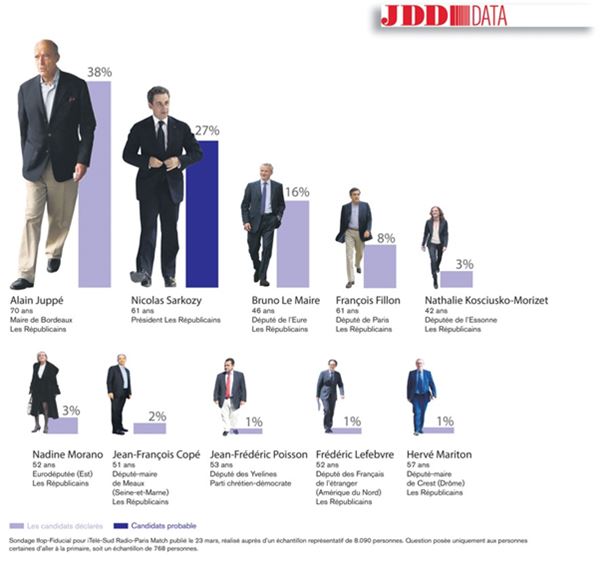 JDD DATA
38%
27%
16%
8%
3%
Alain Juppé
70 ans
Maire de Bordeaux
Les Républicains
Nicolas Sarkozy
61 ans
Président Les Républicains
Bruno Le Maire
46 ans
Député de l'Eure
Les Républicains
François Fillon
61 ans
Député de Paris
Les Républicains
Nathalie Kosciusko-Morizet
42 ans
Députée de l'Essonne
Les Républicains
3%
2%
1%
1%
1%
Nadine Morano
52 ans
Eurodéputée (Est)
Les Républicains
Jean-François Copé
51 ans
Député-maire
de Meaux
(Seine-et-Marne)
Les Républicains
Jean-Frédéric Poisson
53 ans
Député des Yvelines
Parti chrétien-démocrate
Frédéric Lefebvre
52 ans
Député des Français
de l'étranger
(Amérique du Nord)
Les Républicains
Hervé Mariton
57 ans
Député-maire
de Crest (Drôme)
Les Républicains
Les candidats déclarés
Candidats probable
Sondage Ifop-Fiducial pour iTélé-Sud Radio-Paris Match publié le 23 mars, réalisé auprès d'un échantillon représentatif de 8.090 personnes. Question posée uniquement aux personnes
certaines d'aller à la primaire, soit un échantillon de 768 personnes.